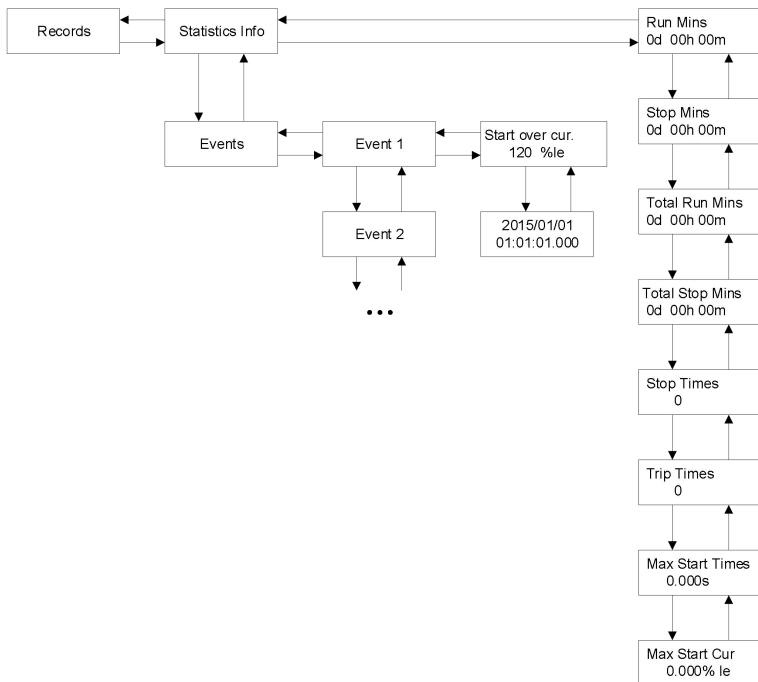 Records
Statistics Info
Run Mins
0d 00h 00m
Events
Event 1
Start over cur.
120 %Ie
Stop Mins
0d 00h 00m
Event 2
2015/01/01
01:01:01.000
Total Run Mins
0d 00h 00m
•••
Total Stop Mins
0d 00h 00m
Stop Times
0
Trip Times
0
Max Start Times
0.000s
Max Start Cur
0.000% Ie